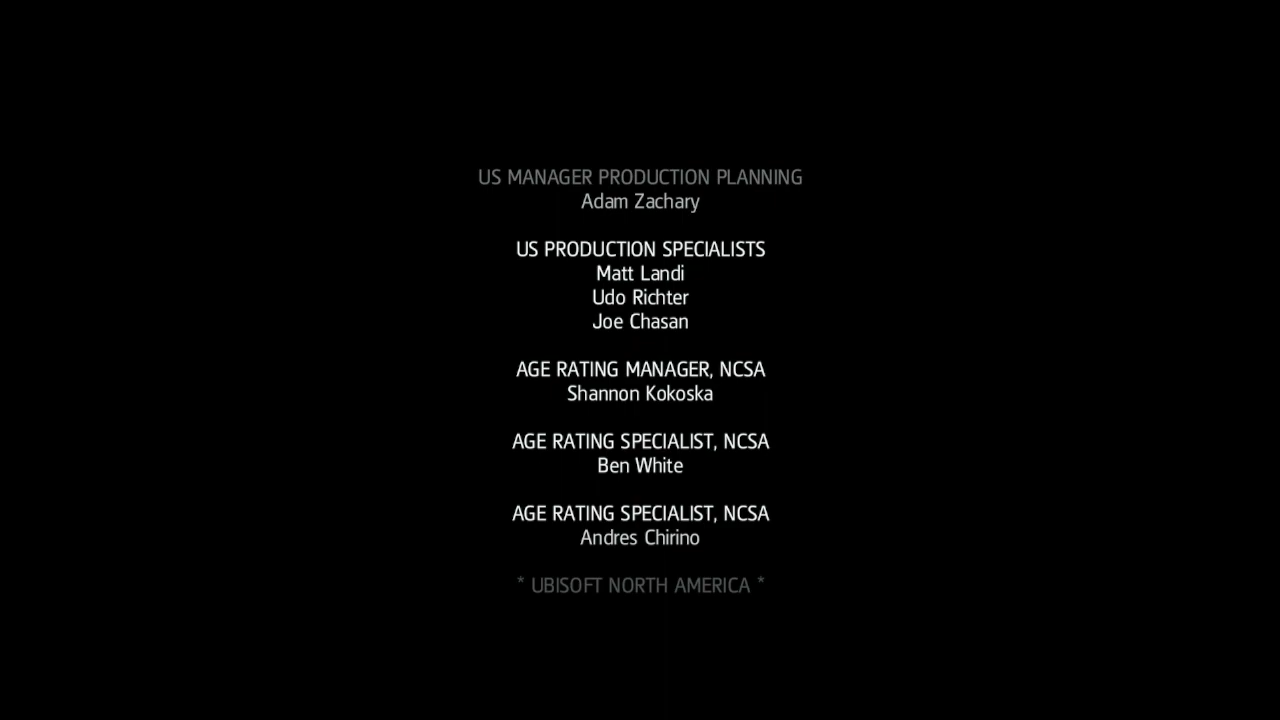 US MANAGER PRODUCTION PLANNING
Adam Zachary
US PRODUCTION SPECIALISTS
Matt Landi
Udo Richter
Joe Chasan
AGE RATING MANAGER, NCSA
Shannon Kokoska
AGE RATING SPECIALIST, NCSA
Ben White
AGE RATING SPECIALIST, NCSA
Andres Chirino
* UBISOFT NORTH AMERICA *